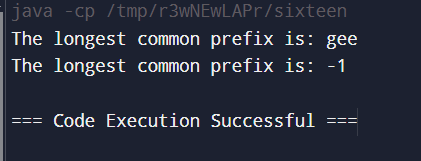 java -cp /tmp/r3wNEwLAPr/sixteen
The longest common prefix is: gee
The longest common prefix is: -1
=== Code Execution Successful ===